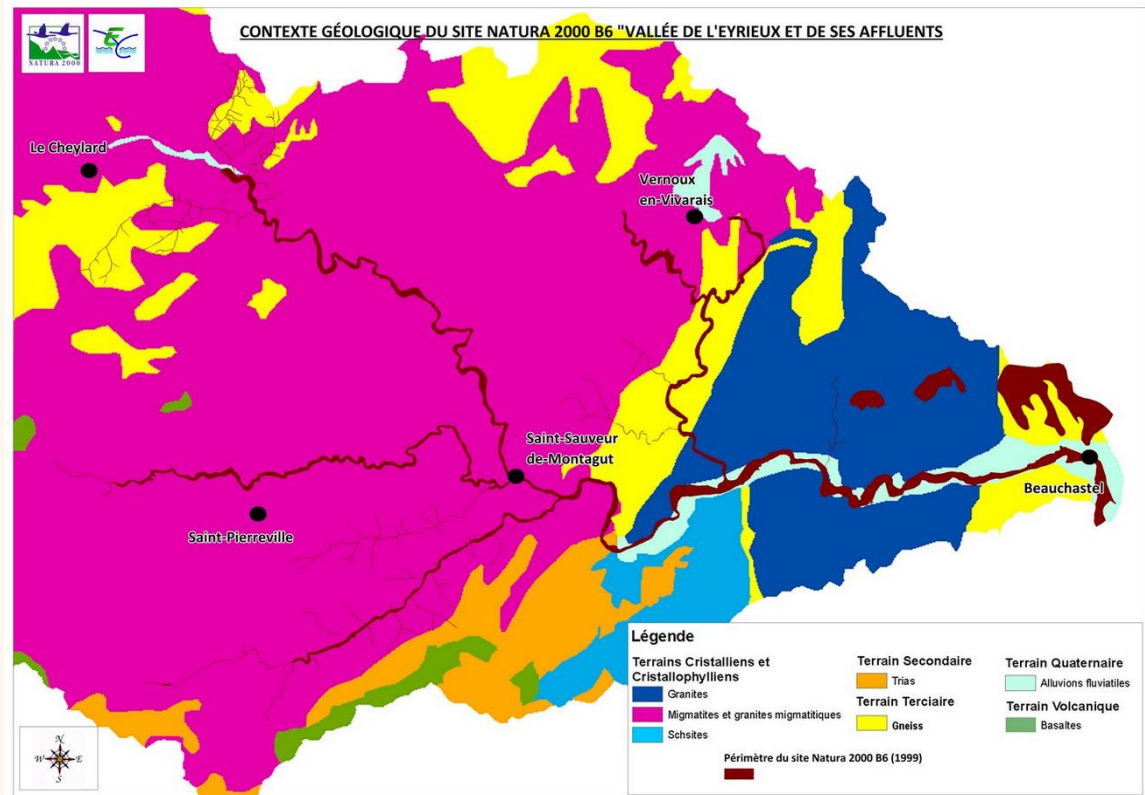 CONTEXTE GÉOLOGIQUE DU SITE NATURA 2000 B6 "VALLÉE DE L'EYRIEUX ET DE SES AFFLUENTS
NATURA 2000
EC
Le Cheylard
Vernoux
en-Vivarais
Saint-Sauveur
de-Montagut
Beauchastel
Saint-Pierreville
Légende
Terrains Cristalliens et
Cristallophylliens
Granites
Migmatites et granites migmatitiques
Schsites
Terrain Secondaire
Trias
Terrain Terciaire
Gneiss
Terrain Quaternaire
Alluvions fluviatiles
Terrain Volcanique
Basaltes
Périmètre du site Natura 2000 B6 (1999)
N
W
E
S